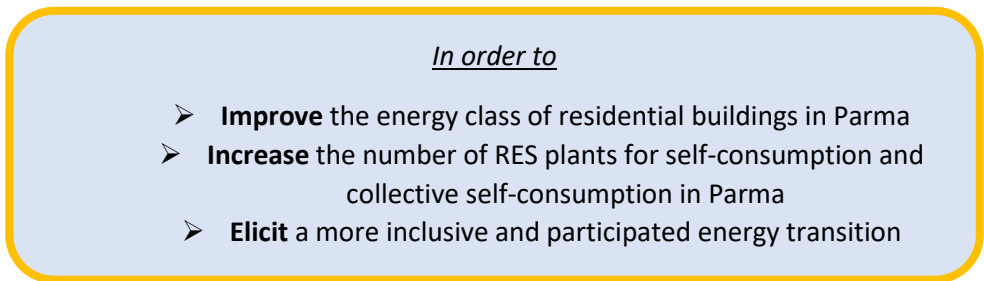 In order to
➢ Improve the energy class of residential buildings in Parma
➢ Increase the number of RES plants for self-consumption and
collective self-consumption in Parma
➢ Elicit a more inclusive and participated energy transition